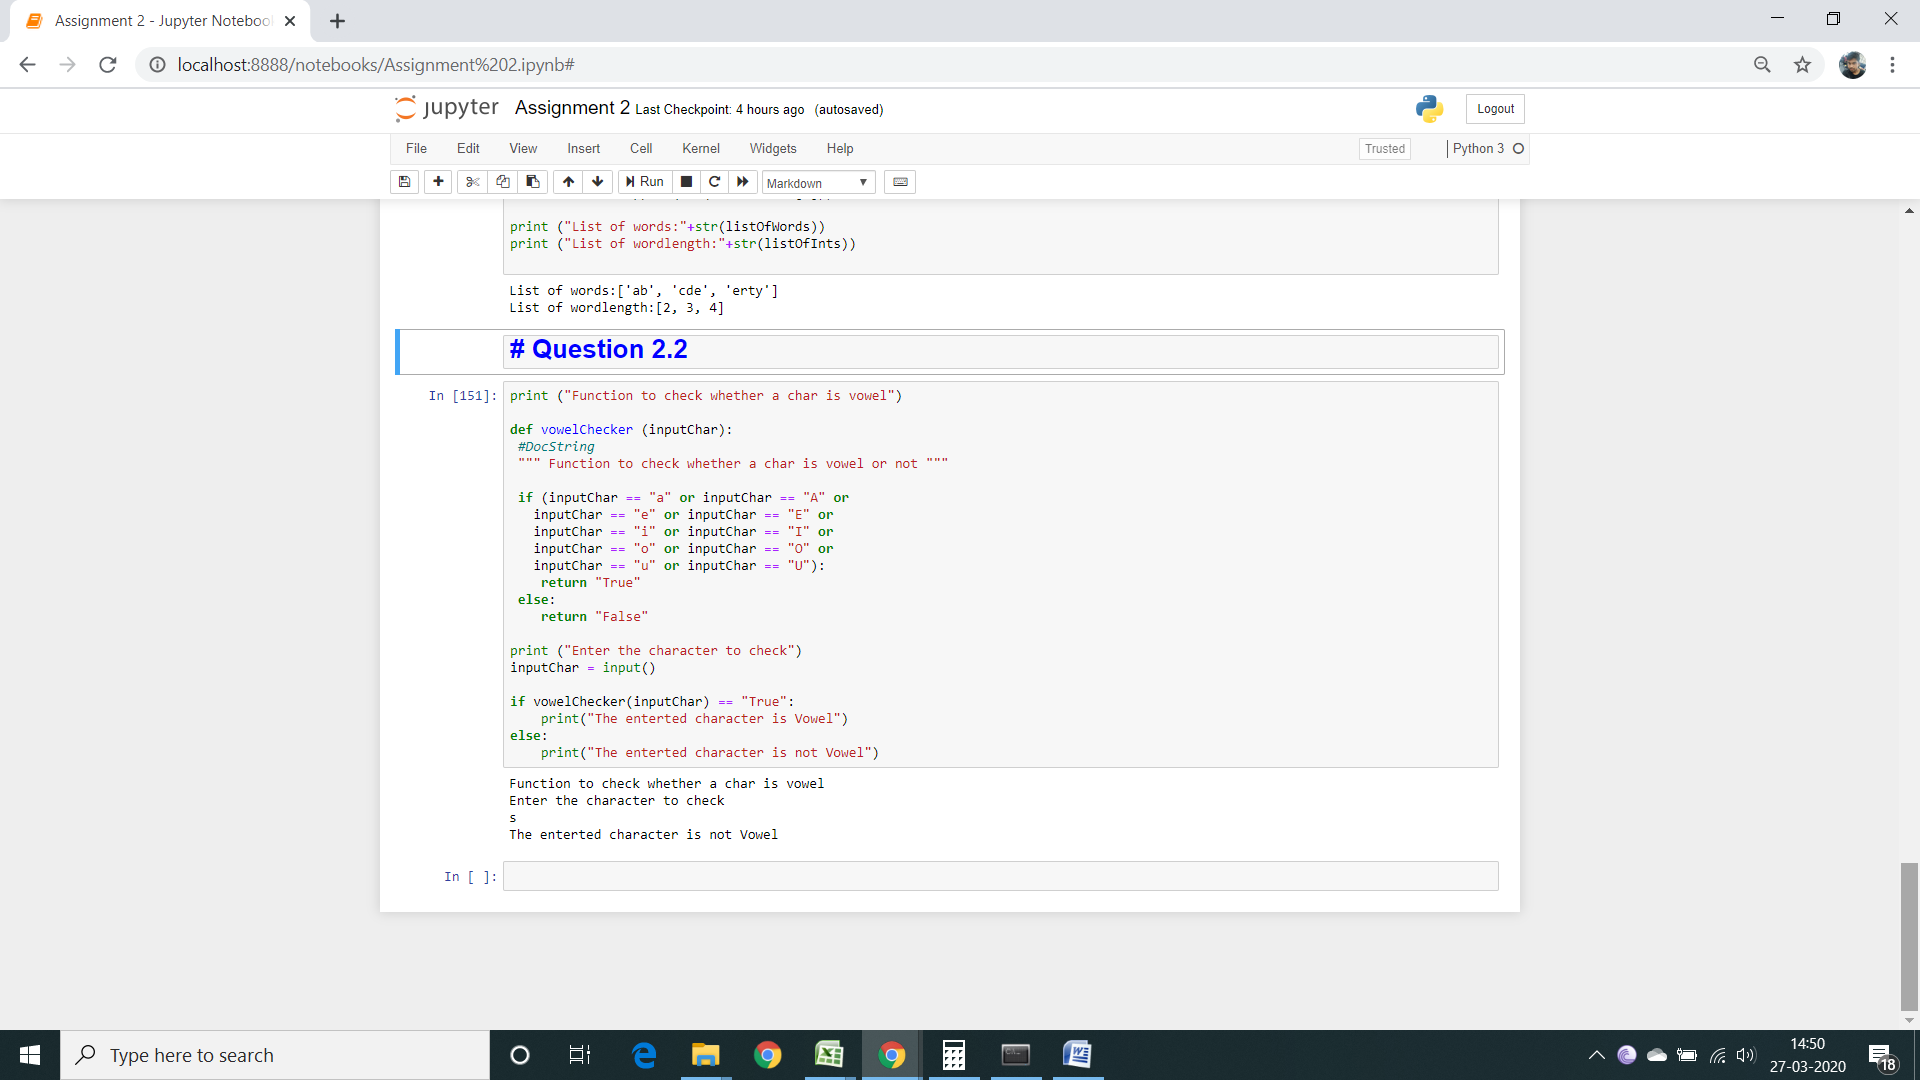 Assignment 2 - Jupyter Noteboo
localhost:8888/notebooks/Assignment%202.ipynb#
jupyter Assignment 2 Last Checkpoint: 4 hours ago (autosaved)
Logout
File Edit View Insert Cell Kernel Widgets Help
Trusted
Python 3
Run
Markdown
print ("List of words:"+str(listOfWords))
print ("List of wordlength:"+str(listOfInts))
List of words:['ab', 'cde', 'erty']
List of wordlength:[2, 3, 4]
# Question 2.2
In [151]:
print ("Function to check whether a char is vowel")
def vowelChecker (inputChar):
#DocString
""" Function to check whether a char is vowel or not """
if (inputChar == "a" or inputChar == "A" or
inputChar == "e" or inputChar == "E" or
inputChar == "i" or inputChar == "I" or
inputChar == "o" or inputChar == "O" or
inputChar == "u" or inputChar == "U"):
return "True"
else:
return "False"
print ("Enter the character to check")
inputChar = input()
if vowelChecker(inputChar) == "True":
print("The enterted character is Vowel")
else:
print("The enterted character is not Vowel")
Function to check whether a char is vowel
Enter the character to check
s
The enterted character is not Vowel
In [ ]:
Type here to search
14:50
27-03-2020
18